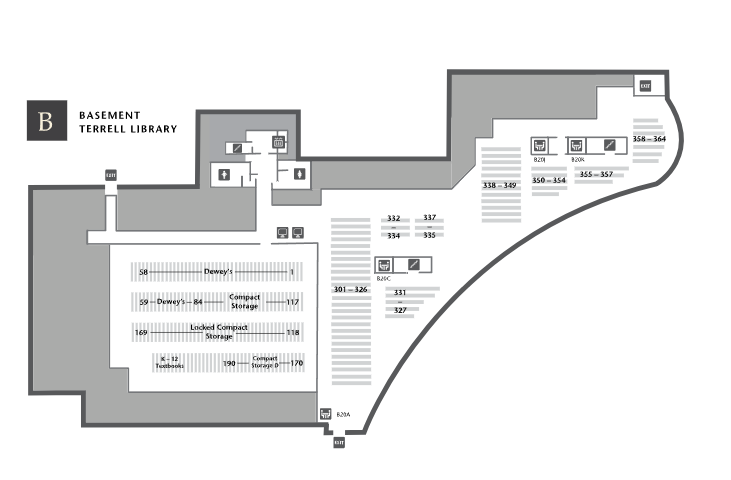 B
BASEMENT
TERRELL LIBRARY
EXIT
EXIT
358 – 364
B20J
B20K
338 – 349
350 – 354
355 – 357
332
–
334
337
–
335
58
Dewey's
1
B20C
301 – 326
331
–
327
59
Dewey's
84
Compact
Storage
117
169
Locked Compact
Storage
118
K – 12
Textbooks
190
Compact
Storage D
170
B20A
EXIT